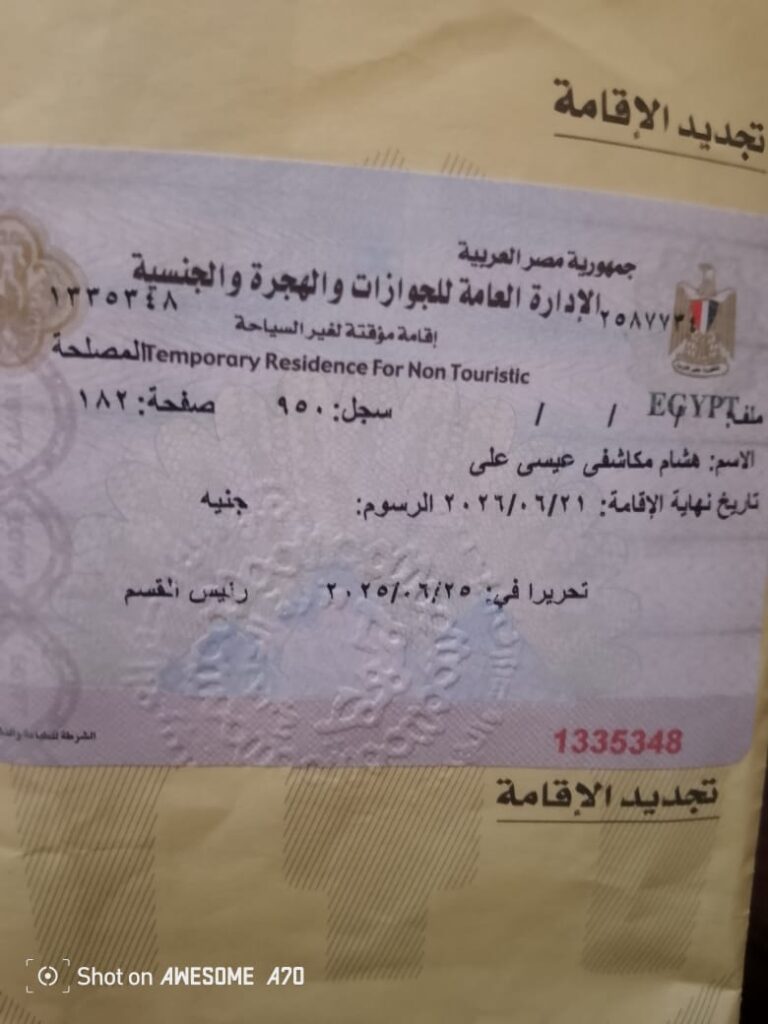 تجديد الإقامة
جمهورية مصر العربية
الإدارة العامة للجوازات والهجرة والجنسية
١٣٣٥٣٤٨
إقامة مؤقتة لغير السياحة
Temporary Residence For Non Touristic المصلحة
EGYPT
ملف: / / / سجل: ٩٥٠ صفحة: ١٨٢
الاسم: هشام مكاشفى عيسى على
تاريخ نهاية الإقامة: ٢٠٢٦/٠٦/٢١ الرسوم: جنيه
تحريرا في: ٢٠٢٥/٠٦/٢٥ رئيس القسم
1335348
تجديد الإقامة
Shot on AWESOME A70